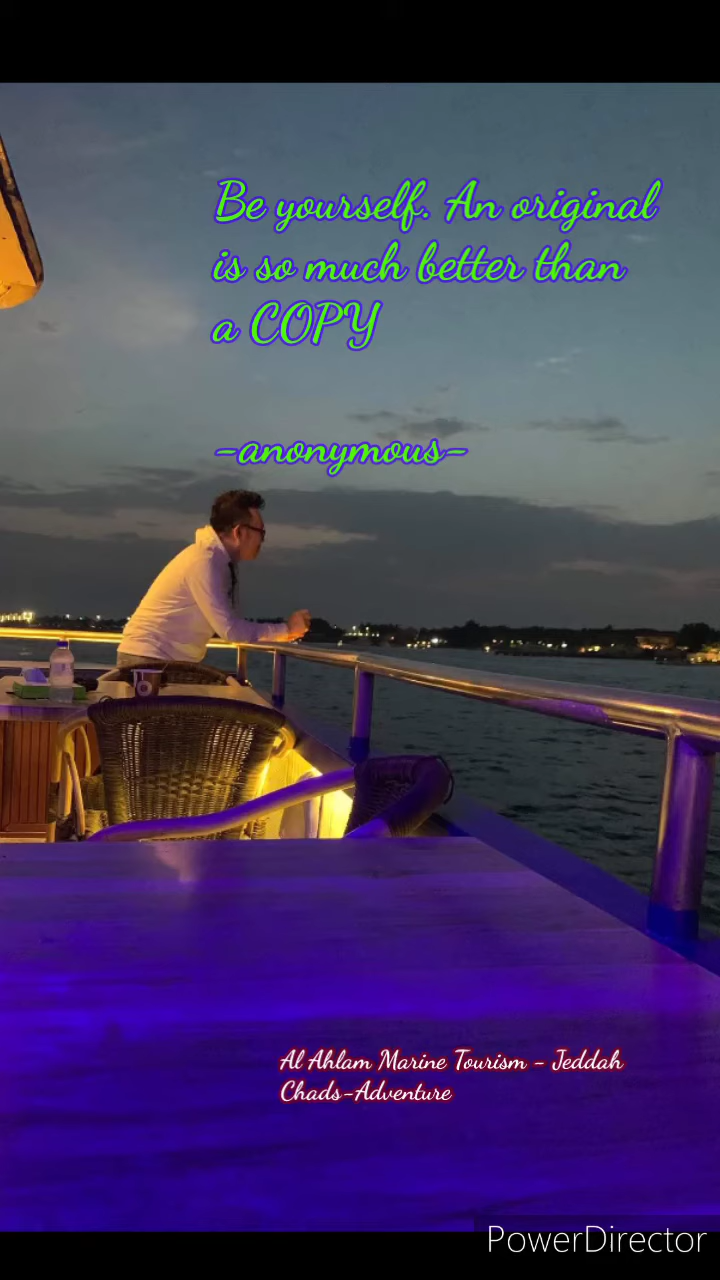 Be yourself. An original
is so much better than
a COPY
-anonymous-
Al Ahlam Marine Tourism - Jeddah
Chads-Adventure
PowerDirector